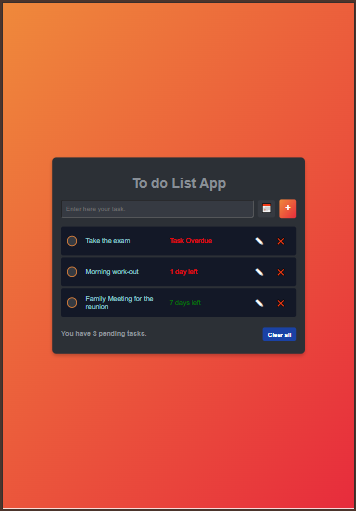 To do List App
Enter here your task.
+
Take the exam Task Overdue
Morning work-out 1 day left
Family Meeting for the
reunion 7 days left
You have 3 pending tasks. Clear all